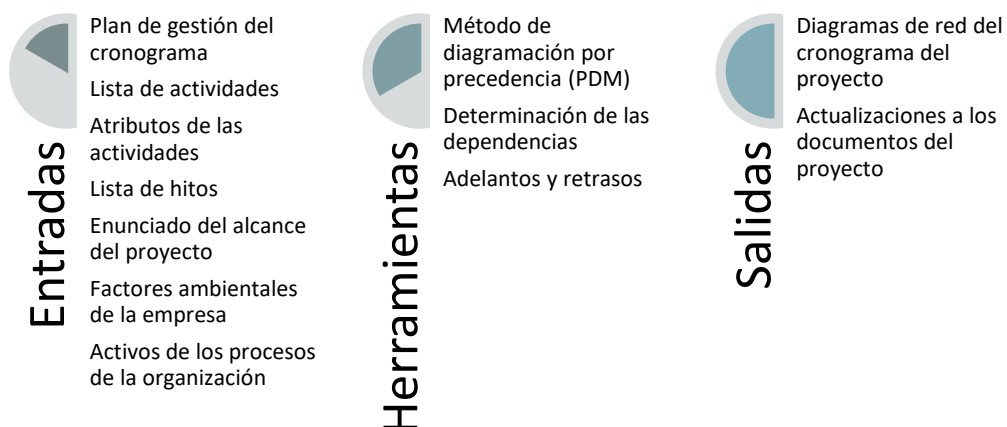 Entradas
Plan de gestión del
cronograma
Lista de actividades
Atributos de las
actividades
Lista de hitos
Enunciado del alcance
del proyecto
Factores ambientales
de la empresa
Activos de los procesos
de la organización
Herramientas
Método de
diagramación por
precedencia (PDM)
Determinación de las
dependencias
Adelantos y retrasos
Salidas
Diagramas de red del
cronograma del
proyecto
Actualizaciones a los
documentos del
proyecto